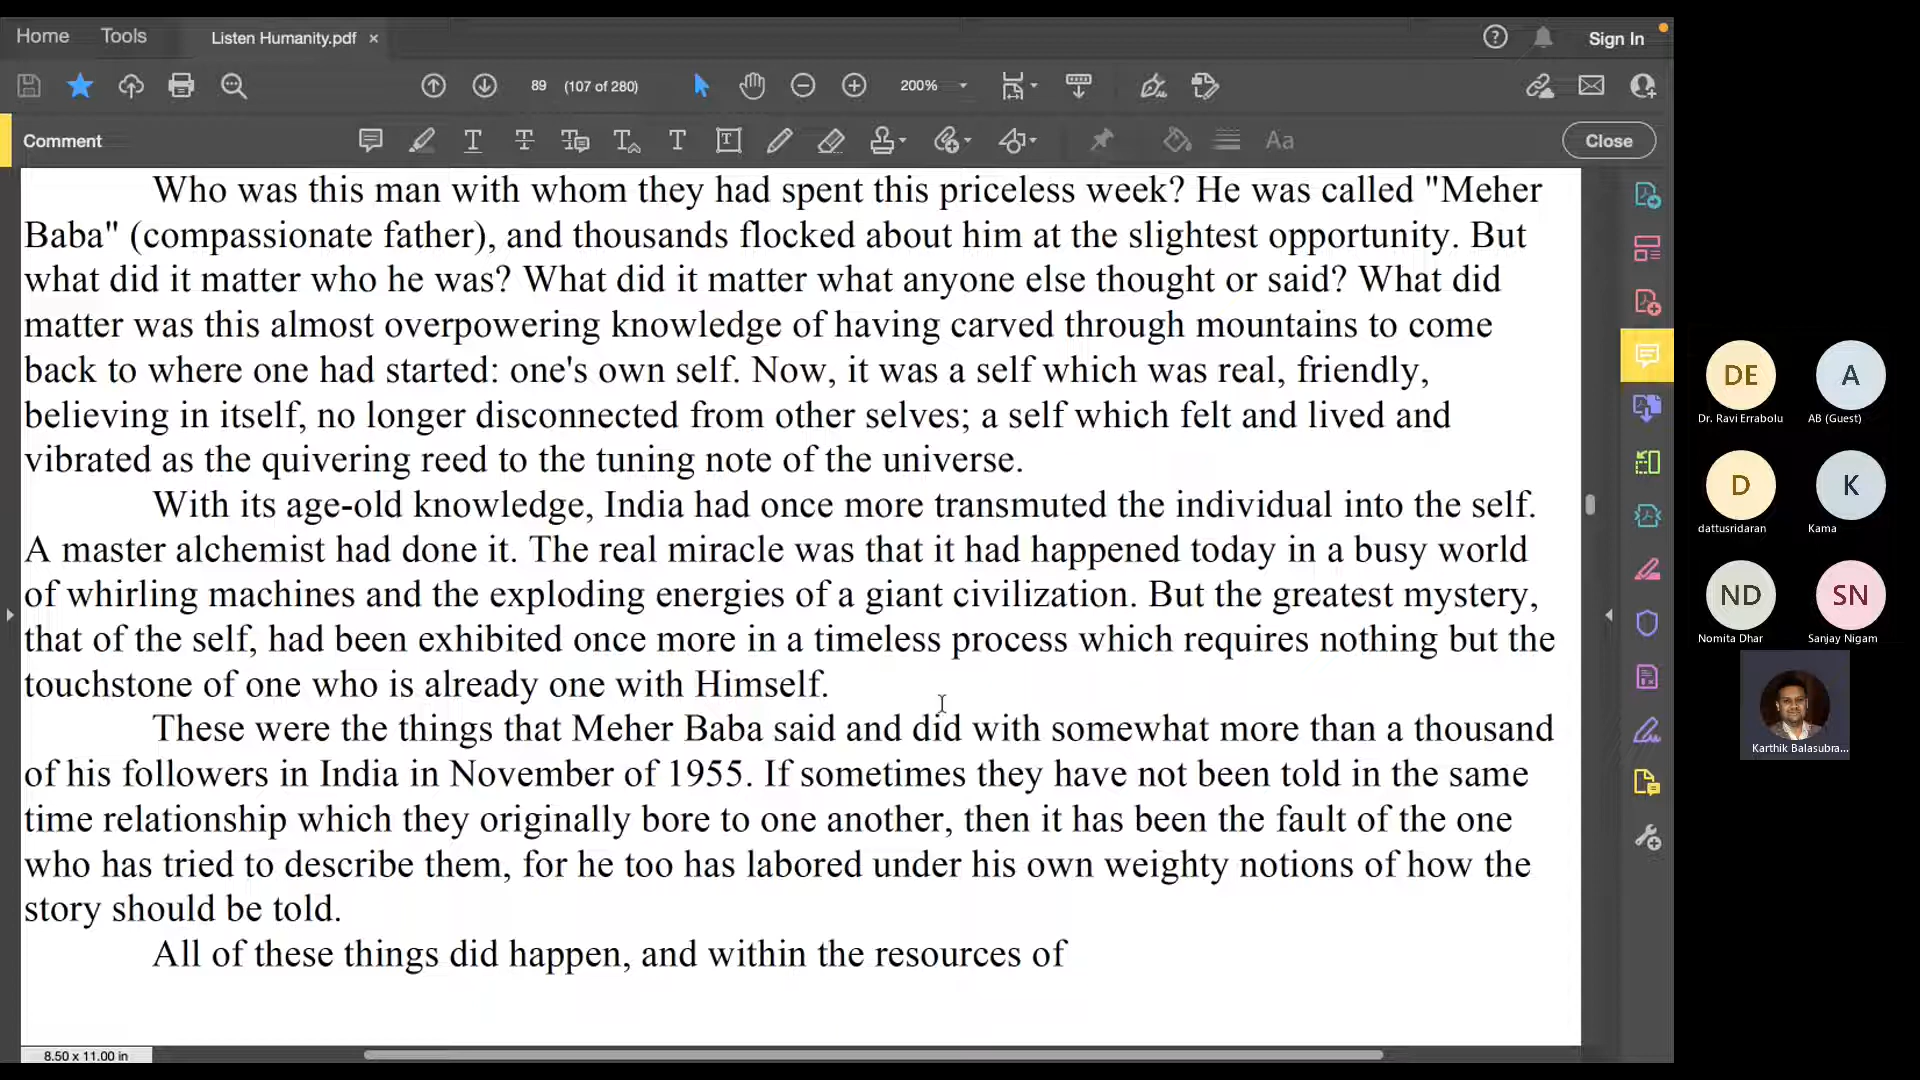 Home Tools Listen Humanity.pdf × Sign In
89 (107 of 280) 200%
Comment Close
Who was this man with whom they had spent this priceless week? He was called "Meher
Baba" (compassionate father), and thousands flocked about him at the slightest opportunity. But
what did it matter who he was? What did it matter what anyone else thought or said? What did
matter was this almost overpowering knowledge of having carved through mountains to come
back to where one had started: one's own self. Now, it was a self which was real, friendly,
believing in itself, no longer disconnected from other selves; a self which felt and lived and
vibrated as the quivering reed to the tuning note of the universe.
With its age-old knowledge, India had once more transmuted the individual into the self.
A master alchemist had done it. The real miracle was that it had happened today in a busy world
of whirling machines and the exploding energies of a giant civilization. But the greatest mystery,
that of the self, had been exhibited once more in a timeless process which requires nothing but the
touchstone of one who is already one with Himself.
These were the things that Meher Baba said and did with somewhat more than a thousand
of his followers in India in November of 1955. If sometimes they have not been told in the same
time relationship which they originally bore to one another, then it has been the fault of the one
who has tried to describe them, for he too has labored under his own weighty notions of how the
story should be told.
All of these things did happen, and within the resources of
8.50 x 11.00 in
DE A
Dr. Ravi Errabolu AB (Guest)
D K
dattusridaran Kama
ND SN
Nomita Dhar Sanjay Nigam
Karthik Balasubra...